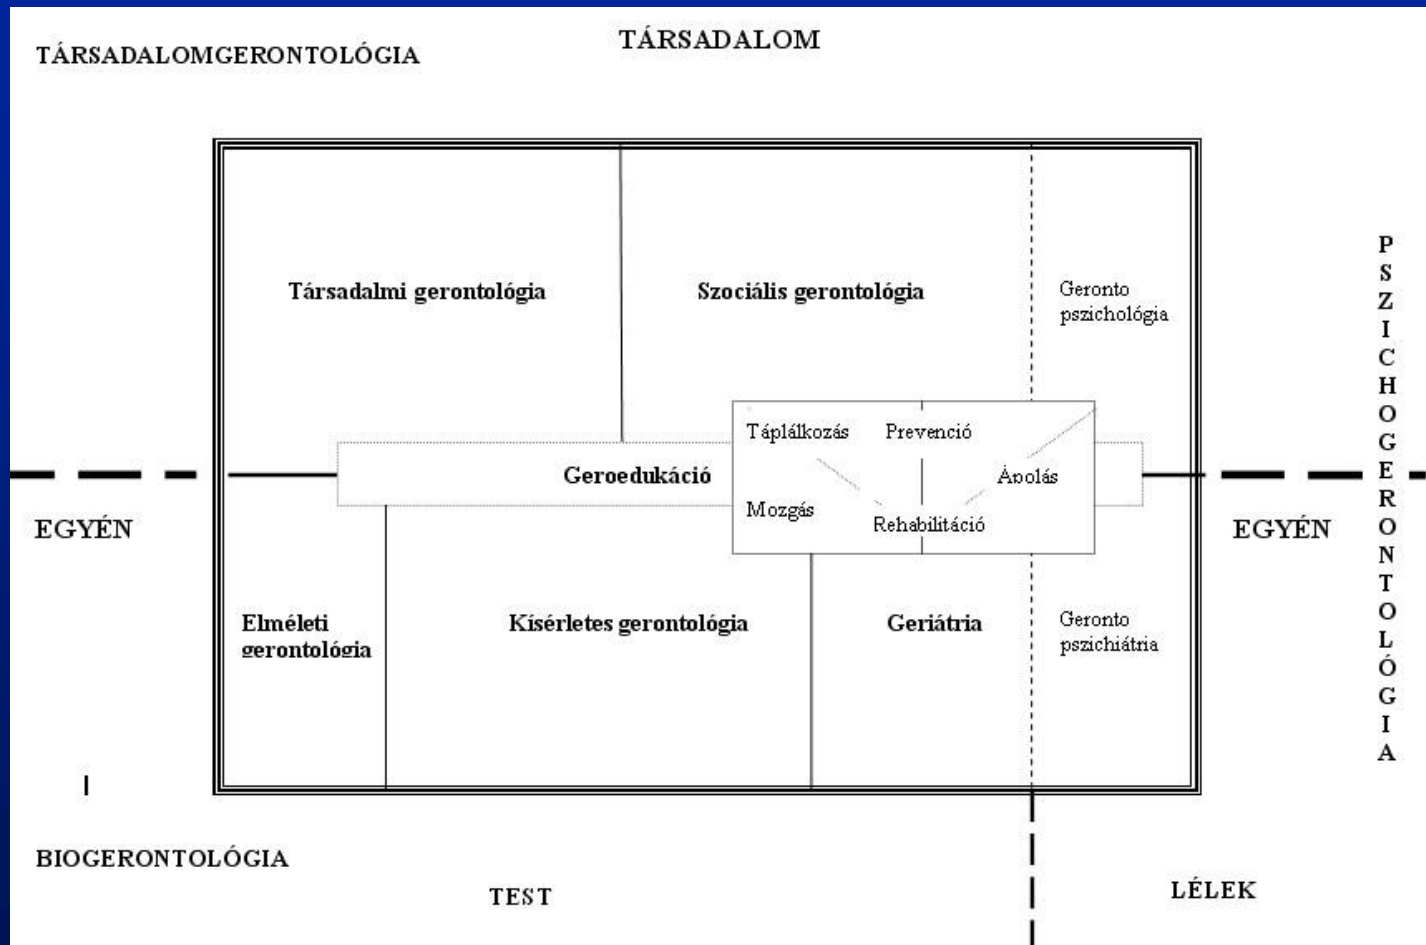 TÁRSADALOMGERONTOLÓGIA
TÁRSADALOM
Társadalmi gerontológia
Szociális gerontológia
Geronto
pszichológia
Táplálkozás
Prevenció
Geroedukáció
Ápolás
Mozgás
Rehabilitáció
EGYÉN
EGYÉN
PSZICHOGERONTOLÓGIA
Elméleti
gerontológia
Kísérletes gerontológia
Geriátria
Geronto
pszichiátria
BIOGERONTOLÓGIA
TEST
LÉLEK